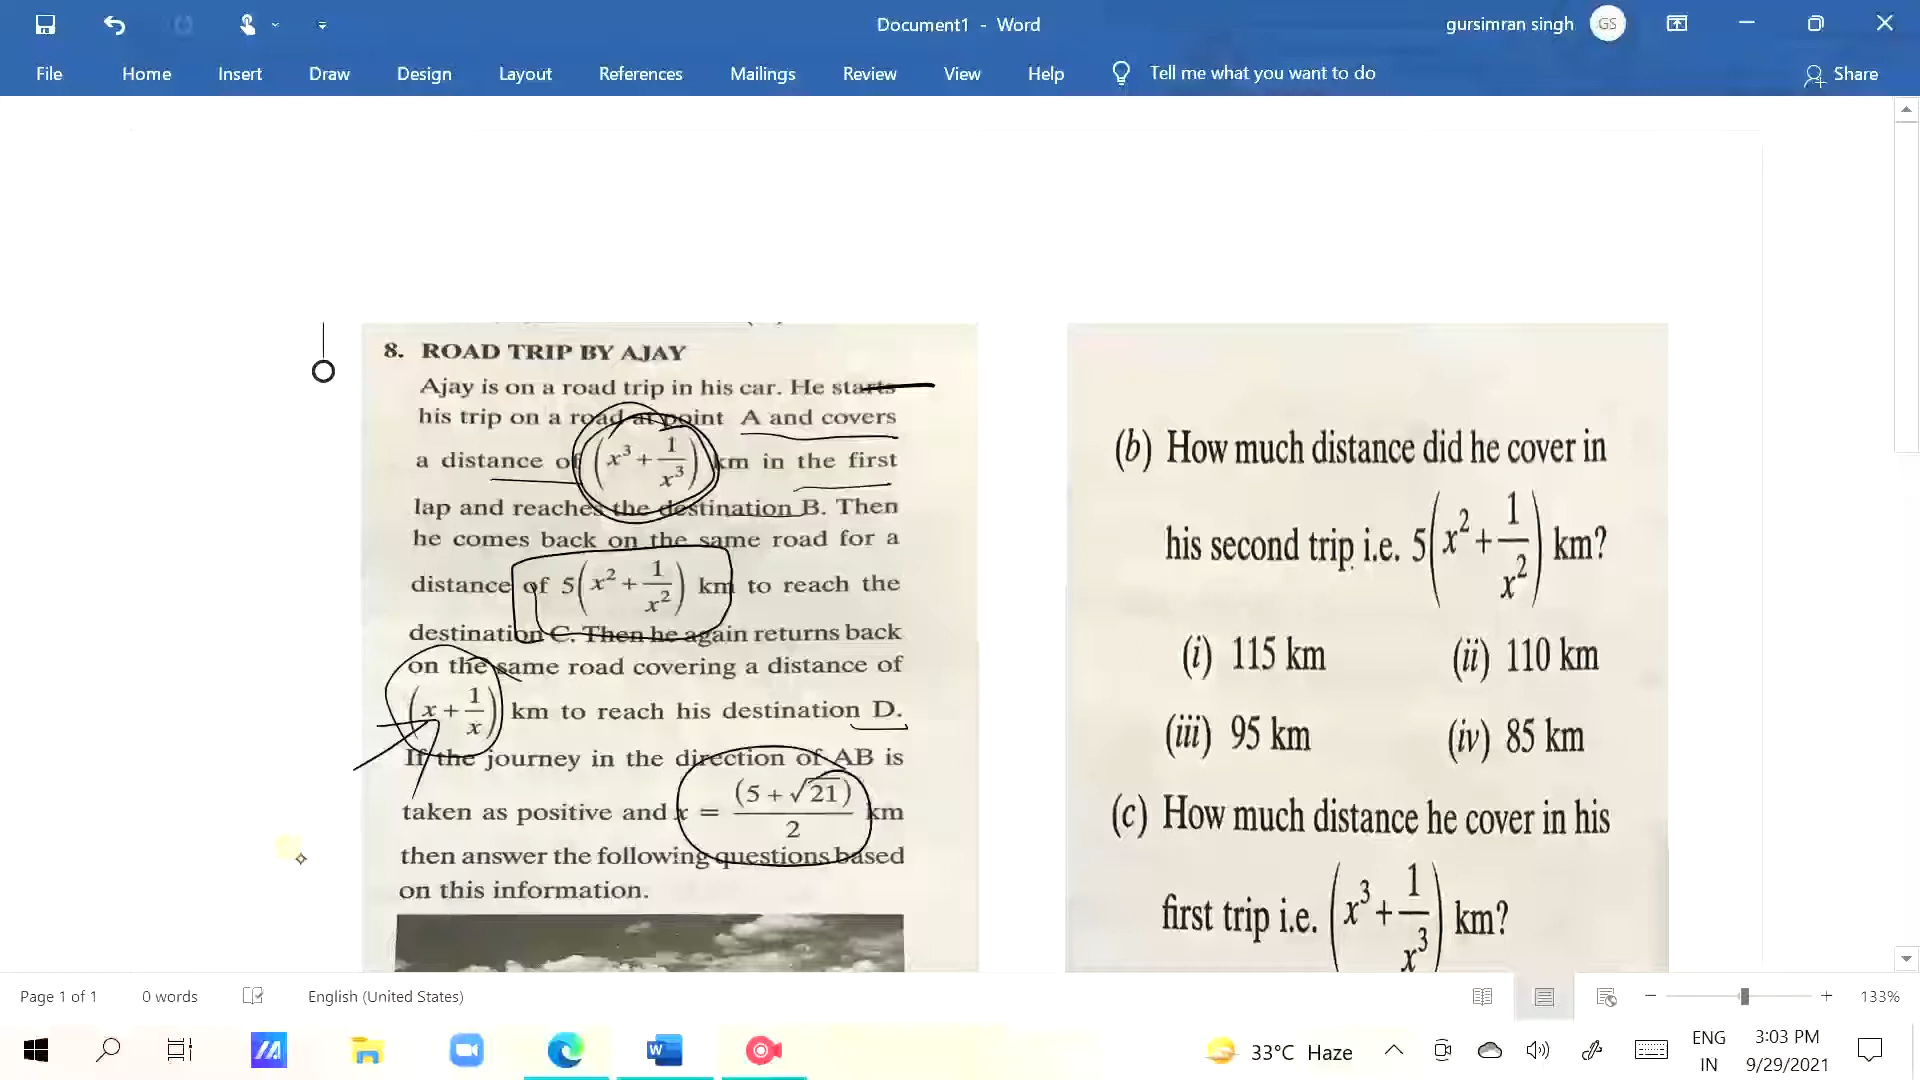 Document1 - Word
gursimran singh
GS
File Home Insert Draw Design Layout References Mailings Review View Help Tell me what you want to do Share
8. ROAD TRIP BY AJAY
Ajay is on a road trip in his car. He starts
his trip on a road at point A and covers
a distance of (x³ + 1/x³) km in the first
lap and reaches the destination B. Then
he comes back on the same road for a
distance of 5(x² + 1/x²) km to reach the
destination C. Then he again returns back
on the same road covering a distance of
(x + 1/x) km to reach his destination D.
If the journey in the direction of AB is
taken as positive and x = (5 + √21)/2 km
then answer the following questions based
on this information.
(b) How much distance did he cover in
his second trip i.e. 5(x² + 1/x²) km?
(i) 115 km (ii) 110 km
(iii) 95 km (iv) 85 km
(c) How much distance he cover in his
first trip i.e. (x³ + 1/x³) km?
Page 1 of 1 0 words English (United States) 133%
W
33°C Haze
ENG
IN
3:03 PM
9/29/2021